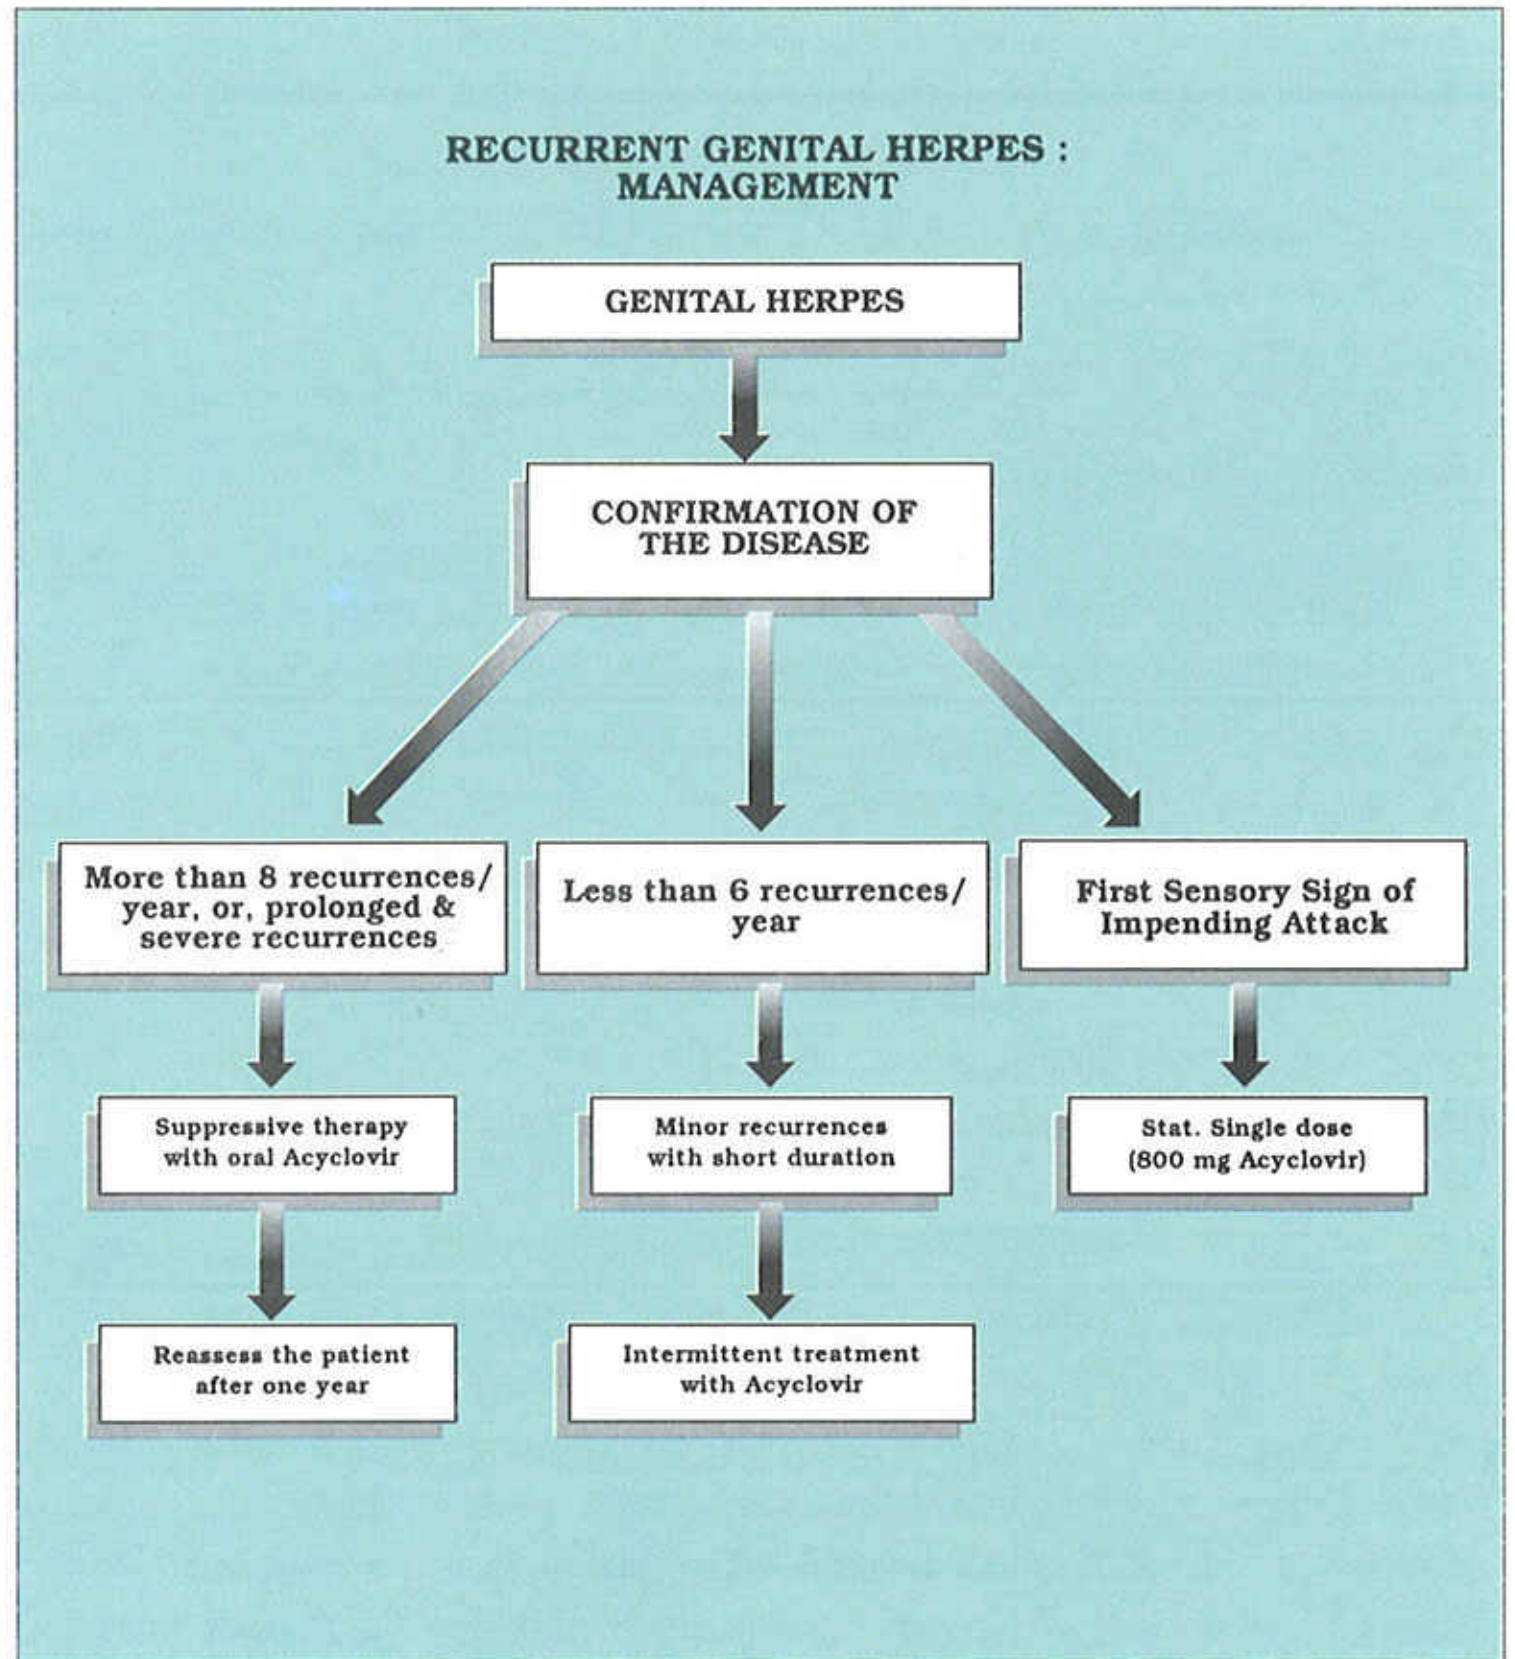 RECURRENT GENITAL HERPES :
MANAGEMENT
GENITAL HERPES
CONFIRMATION OF
THE DISEASE
More than 8 recurrences/
year, or, prolonged &
severe recurrences
Less than 6 recurrences/
year
First Sensory Sign of
Impending Attack
Suppressive therapy
with oral Acyclovir
Minor recurrences
with short duration
Stat. Single dose
(800 mg Acyclovir)
Reassess the patient
after one year
Intermittent treatment
with Acyclovir